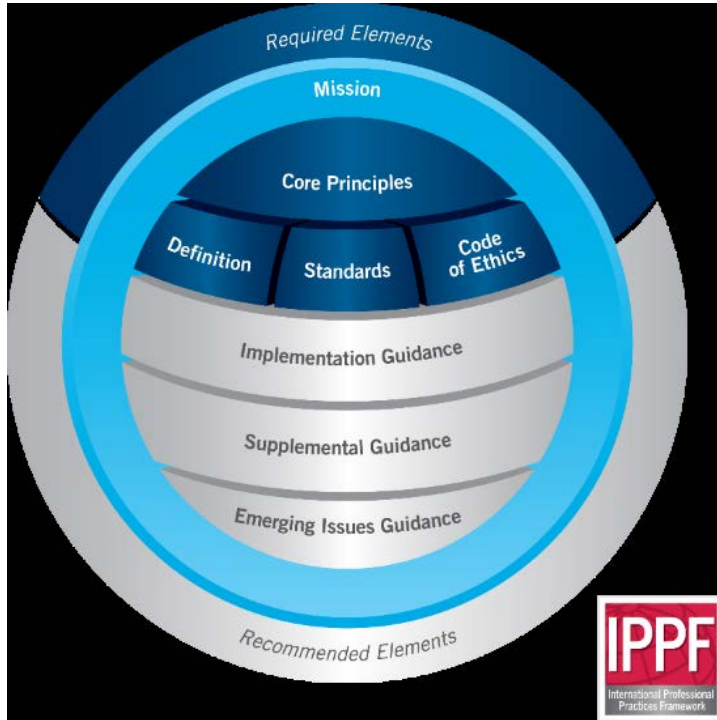 Required Elements
Mission
Core Principles
Definition
Standards
Code
of Ethics
Implementation Guidance
Supplemental Guidance
Emerging Issues Guidance
Recommended Elements
IPPF
International Professional
Practices Framework